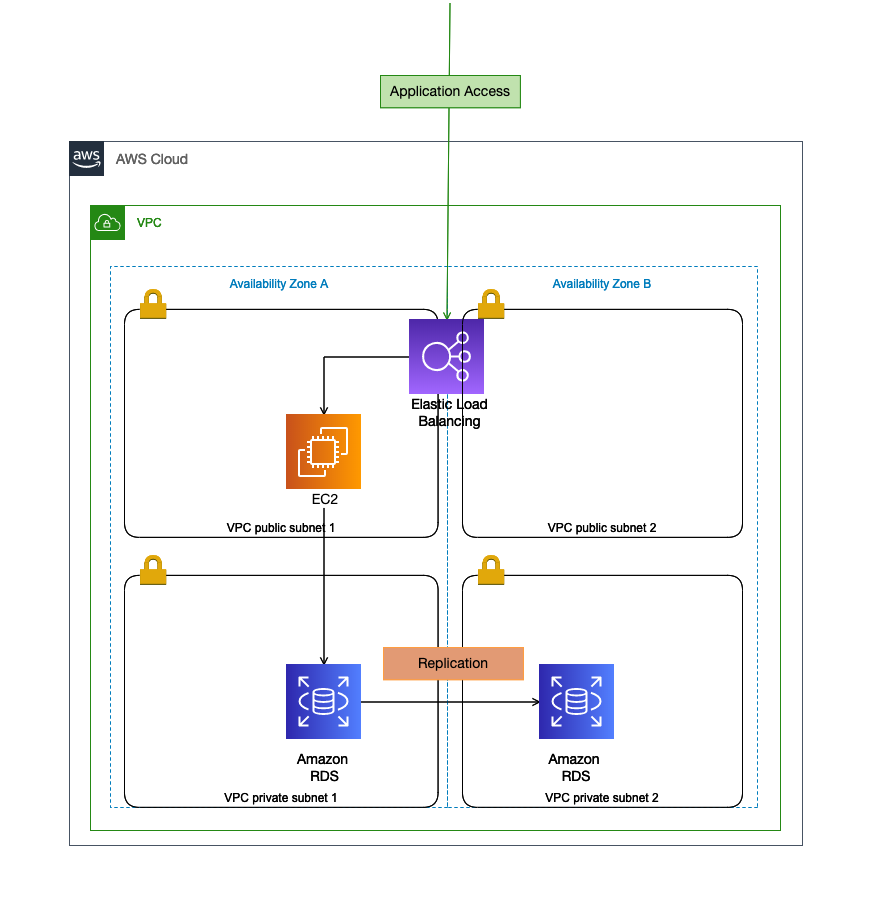 Application Access
aws
AWS Cloud
VPC
Availability Zone A
Availability Zone B
Elastic Load
Balancing
EC2
VPC public subnet 1
VPC public subnet 2
Replication
Amazon
RDS
Amazon
RDS
VPC private subnet 1
VPC private subnet 2